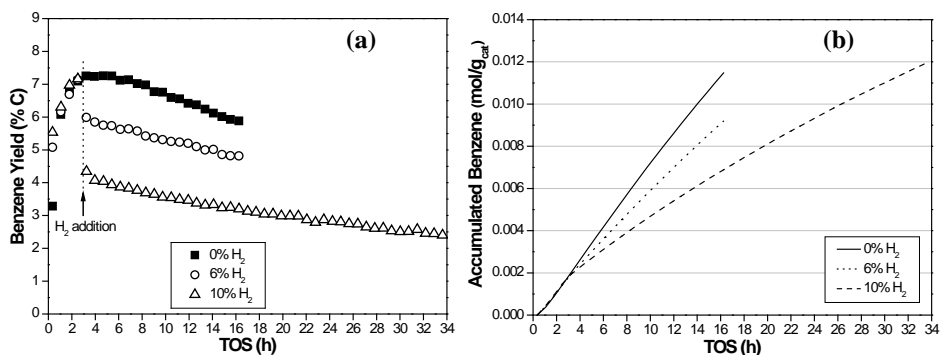 (a)
Benzene Yield (% C)
9
8
7
6
5
4
3
2
1
0
H₂ addition
0% H₂
6% H₂
10% H₂
0 2 4 6 8 10 12 14 16 18 20 22 24 26 28 30 32 34
TOS (h)
(b)
Accumulated Benzene (mol/g_cat)
0.014
0.012
0.010
0.008
0.006
0.004
0.002
0.000
0% H₂
6% H₂
10% H₂
0 2 4 6 8 10 12 14 16 18 20 22 24 26 28 30 32 34
TOS (h)